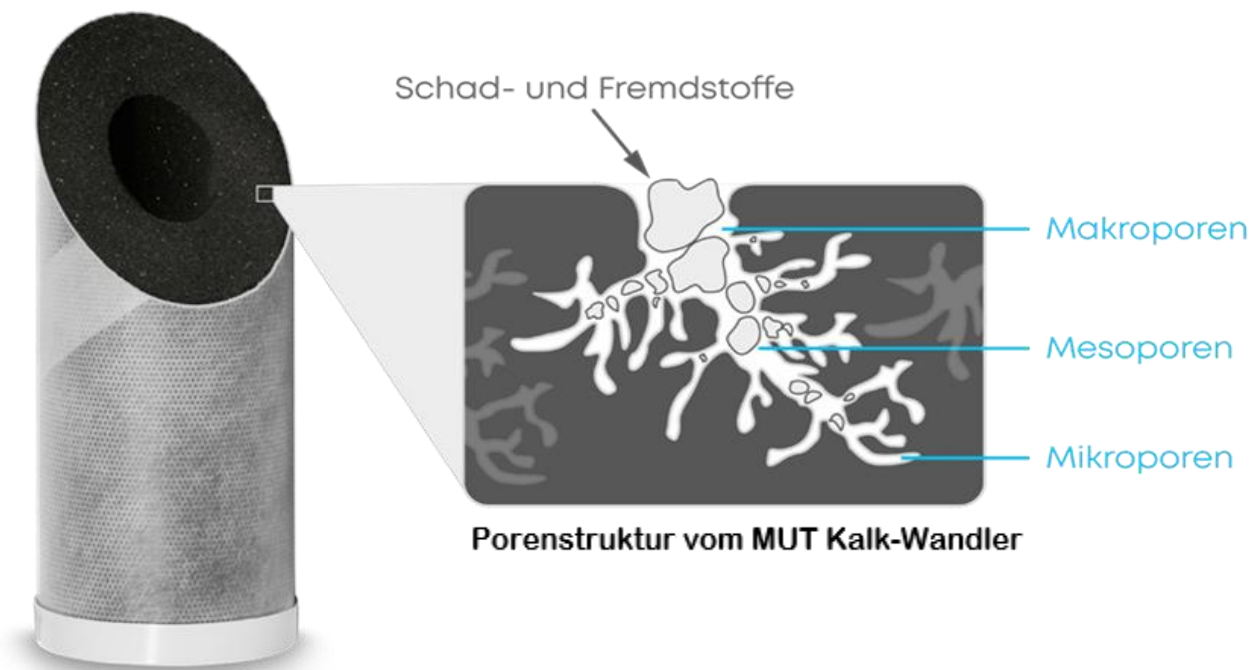 Schad- und Fremdstoffe
Makroporen
Mesoporen
Mikroporen
Porenstruktur vom MUT Kalk-Wandler